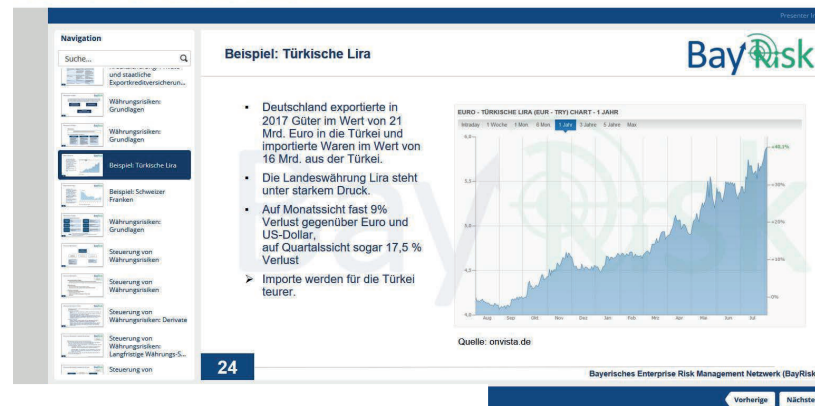 Presenter In
Navigation
Suche...
und staatliche
Exportkreditversicherun...
Währungsrisiken:
Grundlagen
Währungsrisiken:
Grundlagen
Beispiel: Türkische Lira
Beispiel: Schweizer
Franken
Währungsrisiken:
Grundlagen
Steuerung von
Währungsrisiken
Steuerung von
Währungsrisiken
Steuerung von
Währungsrisiken: Derivate
Steuerung von
Währungsrisiken:
Langfristige Währungs-S...
Steuerung von
Beispiel: Türkische Lira
BayRisk
▪ Deutschland exportierte in
2017 Güter im Wert von 21
Mrd. Euro in die Türkei und
importierte Waren im Wert von
16 Mrd. aus der Türkei.
▪ Die Landeswährung Lira steht
unter starkem Druck.
▪ Auf Monatssicht fast 9%
Verlust gegenüber Euro und
US-Dollar,
auf Quartalssicht sogar 17,5 %
Verlust
➢ Importe werden für die Türkei
teurer.
EURO - TÜRKISCHE LIRA (EUR - TRY) CHART - 1 JAHR
Intraday 1 Woche 1 Mon 6 Mon 1 Jahr 3 Jahre 5 Jahre Max
+30%
+20%
+10%
0%
Aug Sep Okt Nov Dez Jan Feb Mrz Apr Mai Jun Jul
Quelle: onvista.de
24
Bayerisches Enterprise Risk Management Netzwerk (BayRisk
Vorherige Nächste